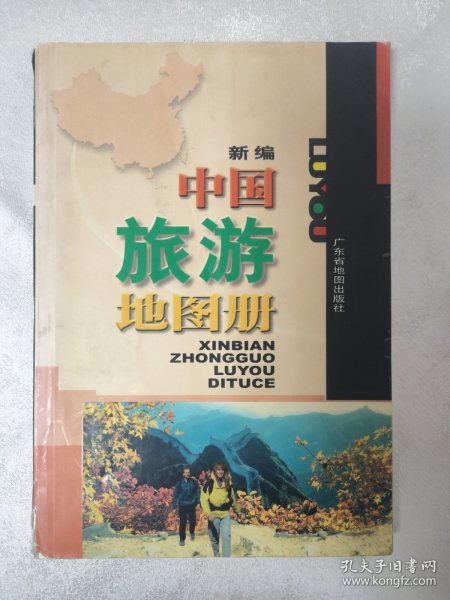 新编
中国
旅游
地图册
XINBIAN
ZHONGGUO
LUYOU
DITUCE
LUYOU
广东省地图出版社
孔夫子旧书网
www.kongfz.com